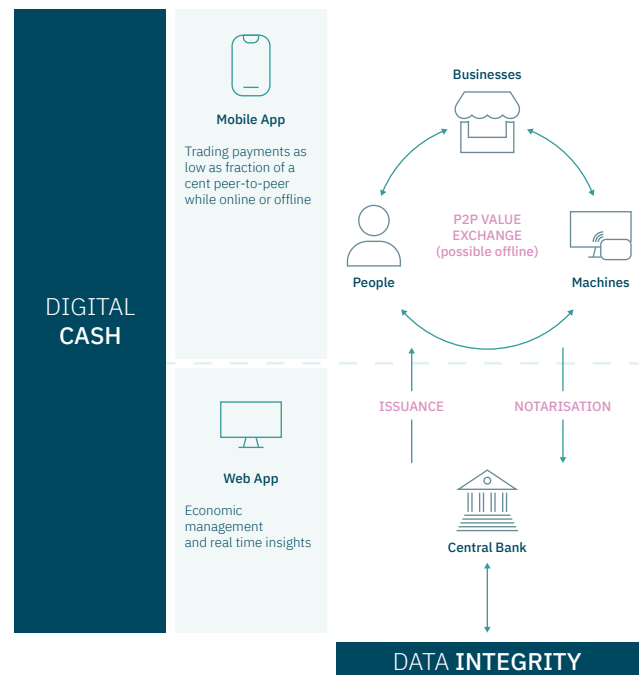 DIGITAL
CASH
Mobile App
Trading payments as
low as fraction of a
cent peer-to-peer
while online or offline
Businesses
P2P VALUE
EXCHANGE
(possible offline)
People
Machines
ISSUANCE
NOTARISATION
Web App
Economic
management
and real time insights
Central Bank
DATA INTEGRITY